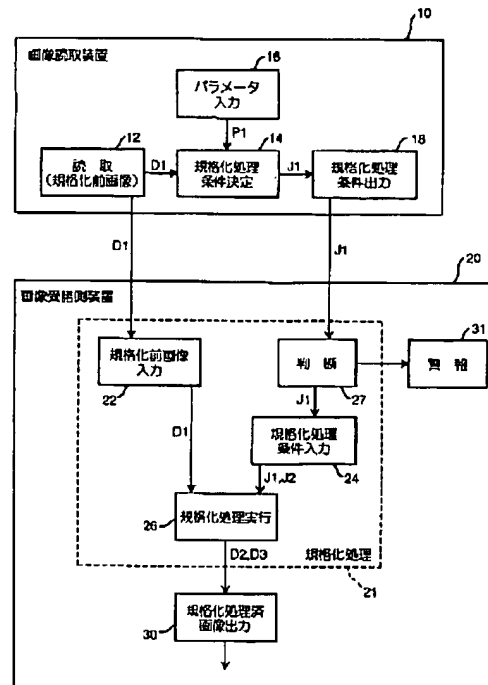 10
画像読取装置
16
パラメータ
入力
P1
12
読取
(規格化前画像)
D1
14
規格化処理
条件決定
J1
18
規格化処理
条件出力
D1
J1
20
画像受諾側装置
規格化前画像
入力
22
判断
27
31
警報
J1
D1
規格化処理
条件入力
24
J1,J2
26
規格化処理実行
規格化処理
21
D2,D3
規格化処理済
画像出力
30